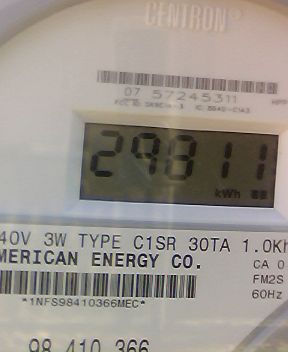 CENTRON®
07 57245311
29811
kWh
40V 3W TYPE C1SR 30TA 1.0Kh
MERICAN ENERGY CO.
CA 0
FM2S
60Hz
*1NFS98410366MEC*
98 410 366